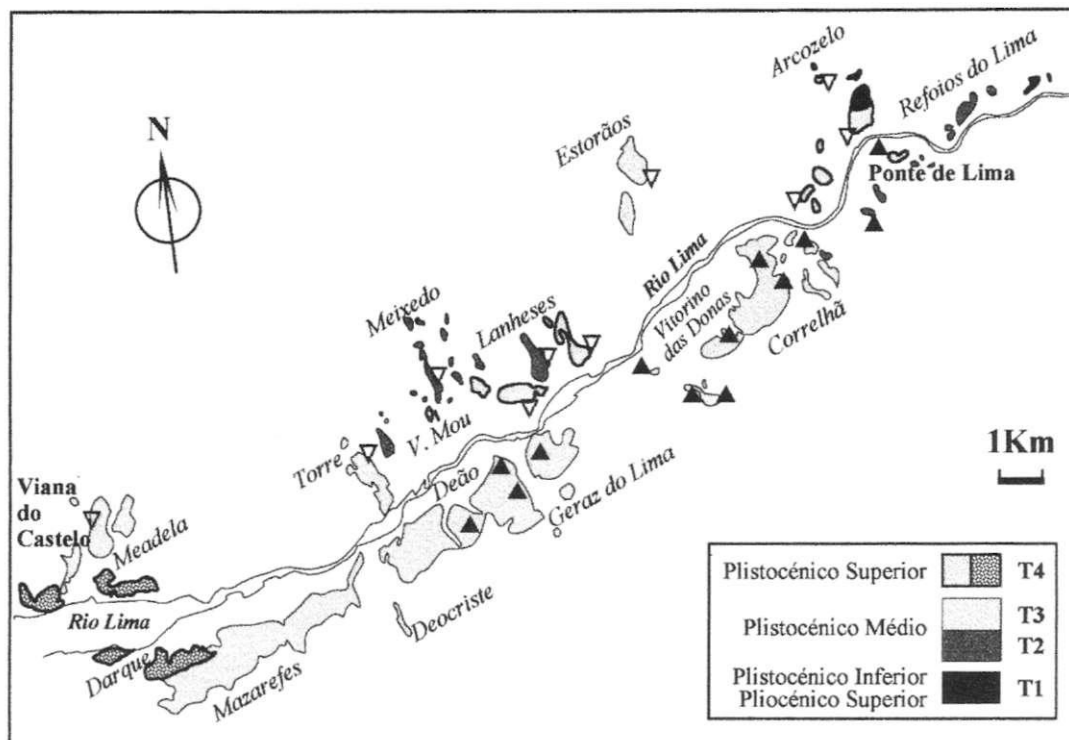 Arcozelo
Refoios do Lima
N
Estorãos
Ponte de Lima
Rio Lima
Meixedo
Lanheses
Vitorino
das Donas
Correlhã
V. Mou
1Km
Torre
Deão
Geraz do Lima
Viana
do
Castelo
Meadela
Rio Lima
Deocriste
Darque
Mazarefes
Plistocénico Superior T4
Plistocénico Médio T3
T2
Plistocénico Inferior
Pliocénico Superior T1